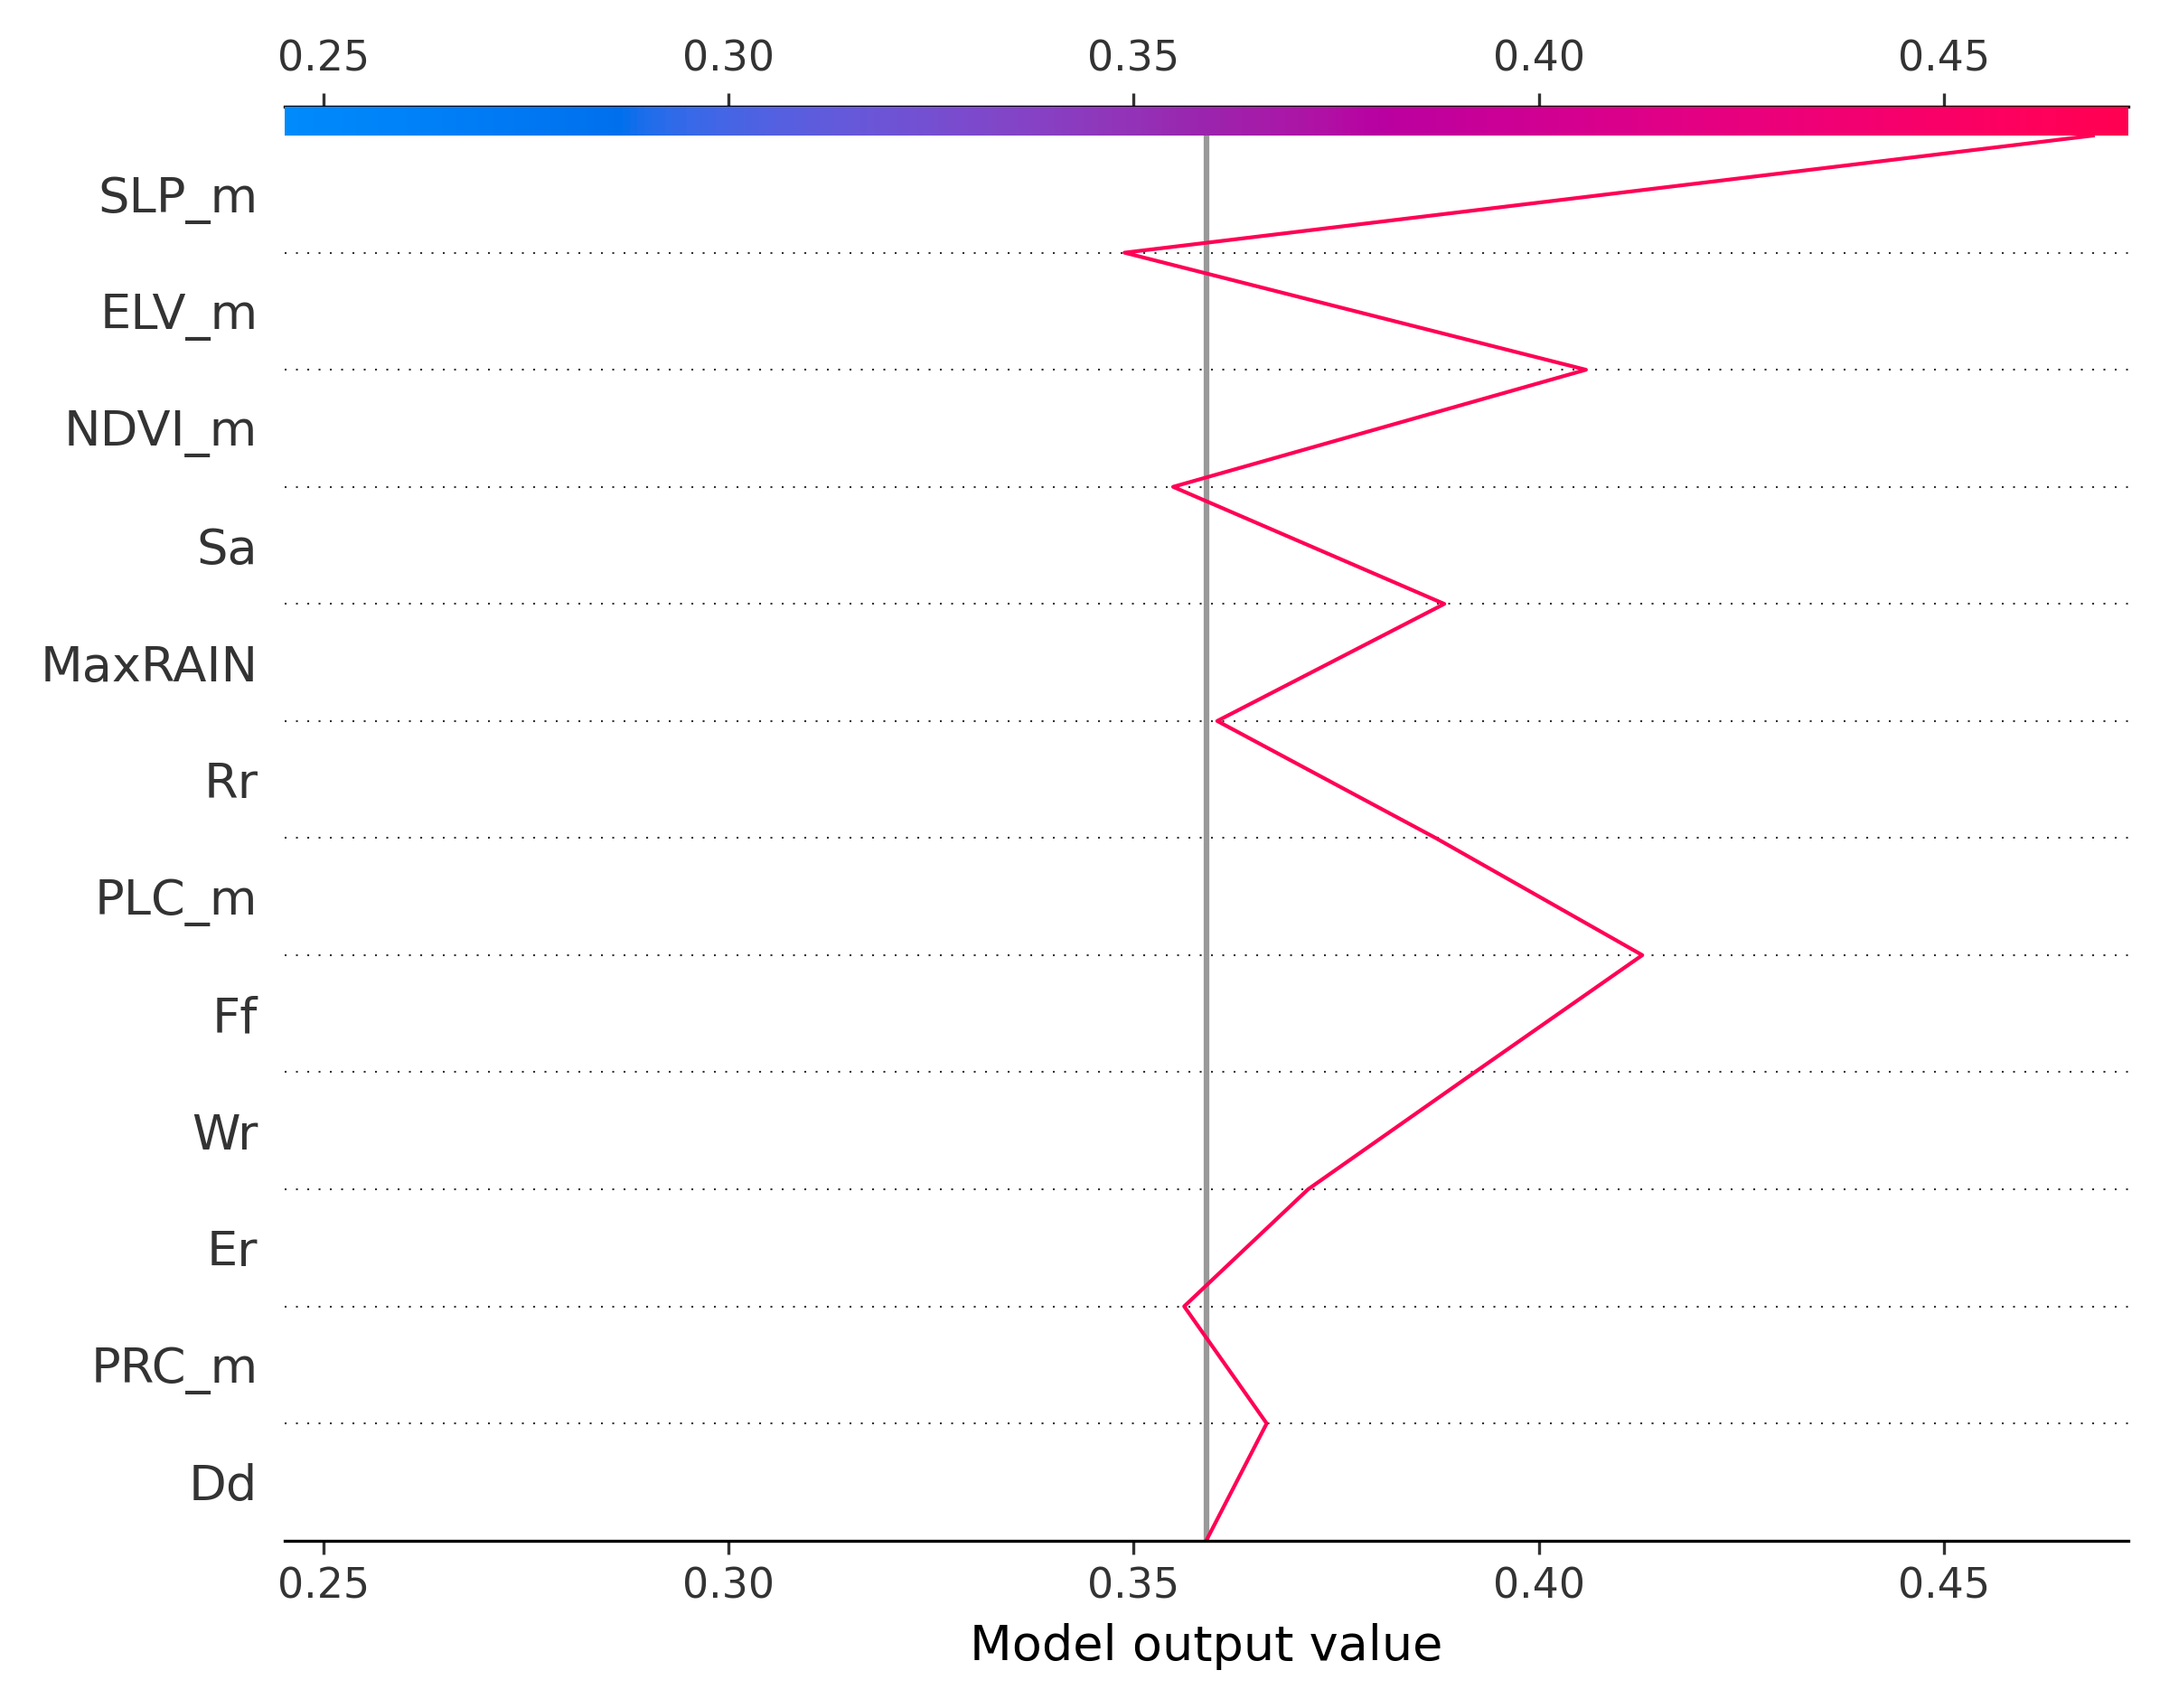 0.25 0.30 0.35 0.40 0.45
SLP_m
ELV_m
NDVI_m
Sa
MaxRAIN
Rr
PLC_m
Ff
Wr
Er
PRC_m
Dd
0.25 0.30 0.35 0.40 0.45
Model output value